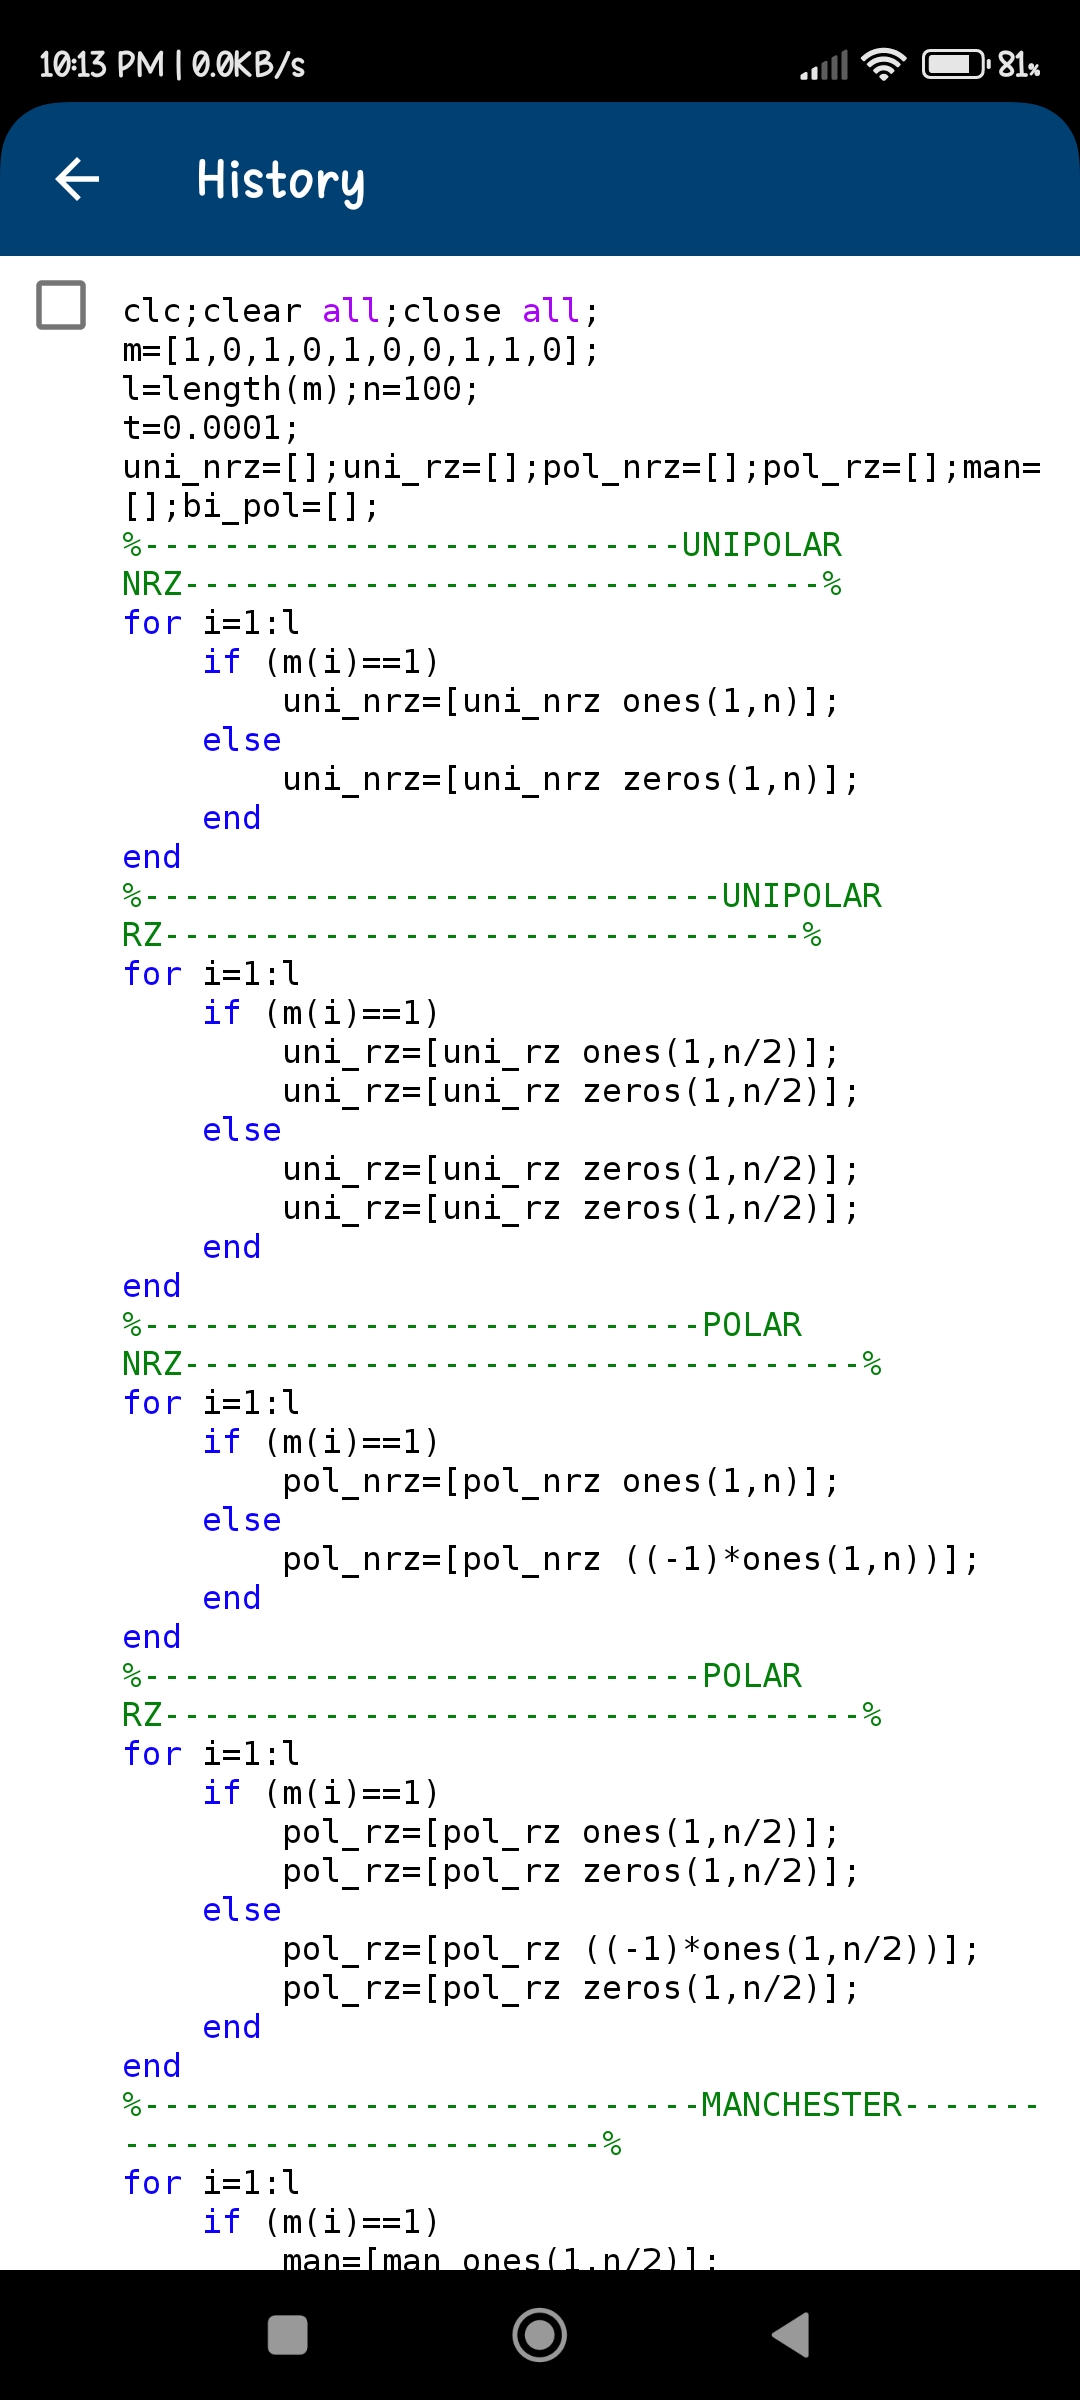 10:13 PM | 0.0KB/s 81%
History
clc;clear all;close all;
m=[1,0,1,0,1,0,0,1,1,0];
l=length(m);n=100;
t=0.0001;
uni_nrz=[];uni_rz=[];pol_nrz=[];pol_rz=[];man=
[];bi_pol=[];
%---------------------------UNIPOLAR
NRZ--------------------------------%
for i=1:l
    if (m(i)==1)
        uni_nrz=[uni_nrz ones(1,n)];
    else
        uni_nrz=[uni_nrz zeros(1,n)];
    end
end
%-----------------------------UNIPOLAR
RZ--------------------------------%
for i=1:l
    if (m(i)==1)
        uni_rz=[uni_rz ones(1,n/2)];
        uni_rz=[uni_rz zeros(1,n/2)];
    else
        uni_rz=[uni_rz zeros(1,n/2)];
        uni_rz=[uni_rz zeros(1,n/2)];
    end
end
%----------------------------POLAR
NRZ----------------------------------%
for i=1:l
    if (m(i)==1)
        pol_nrz=[pol_nrz ones(1,n)];
    else
        pol_nrz=[pol_nrz ((-1)*ones(1,n))];
    end
end
%----------------------------POLAR
RZ-----------------------------------%
for i=1:l
    if (m(i)==1)
        pol_rz=[pol_rz ones(1,n/2)];
        pol_rz=[pol_rz zeros(1,n/2)];
    else
        pol_rz=[pol_rz ((-1)*ones(1,n/2))];
        pol_rz=[pol_rz zeros(1,n/2)];
    end
end
%----------------------------MANCHESTER-------
------------------------%
for i=1:l
    if (m(i)==1)
        man=[man ones(1,n/2)];